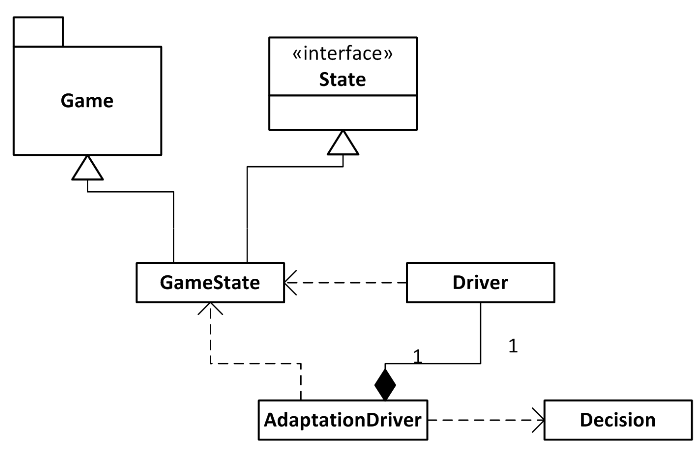 Game
«interface»
State
GameState
Driver
1
1
AdaptationDriver
Decision